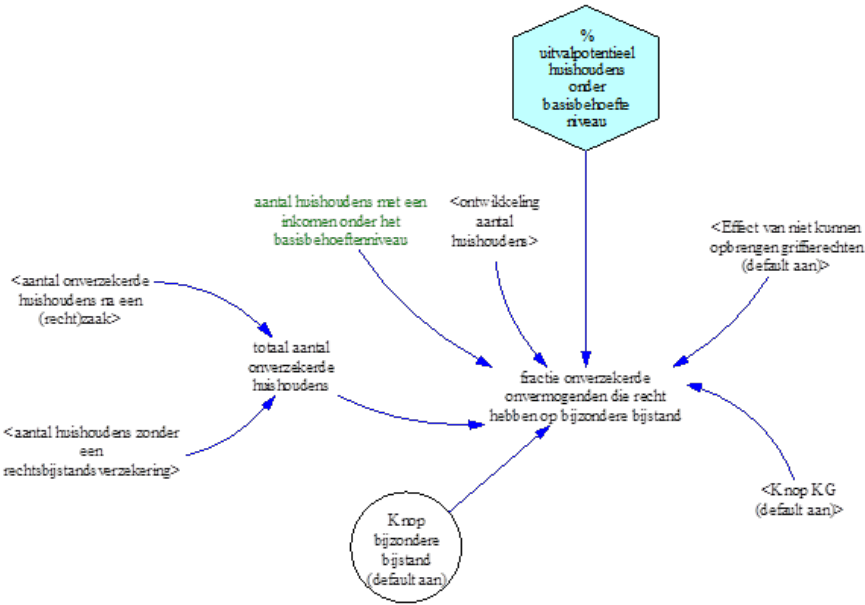 %
uitvalpotentieel
huishoudens
onder
basisbehoefte
niveau
aantal huishoudens met een
inkomen onder het
basisbehoeftenniveau
<ontwikkeling
aantal
huishoudens>
<Effect van niet kunnen
opbrengen griffierechten
(default aan)>
<aantal onverzekerde
huishoudens na een
(recht)zaak>
totaal aantal
onverzekerde
huishoudens
fractie onverzekerde
onvermogenden die recht
hebben op bijzondere bijstand
<aantal huishoudens zonder
een
rechtsbijstandsverzekering>
<Knop KG
(default aan)>
Knop
bijzondere
bijstand
(default aan)